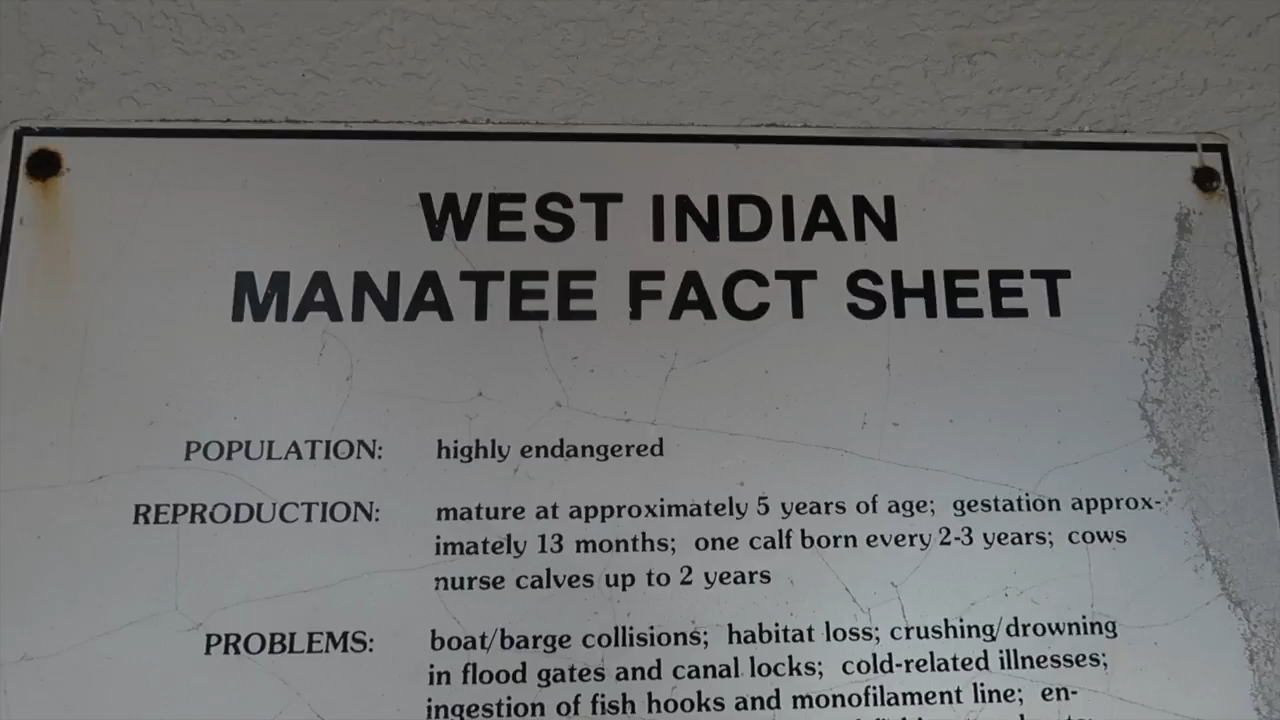 WEST INDIAN
MANATEE FACT SHEET
POPULATION: highly endangered
REPRODUCTION: mature at approximately 5 years of age; gestation approx-
imately 13 months; one calf born every 2-3 years; cows
nurse calves up to 2 years
PROBLEMS: boat/barge collisions; habitat loss; crushing/drowning
in flood gates and canal locks; cold-related illnesses;
ingestion of fish hooks and monofilament line; en-